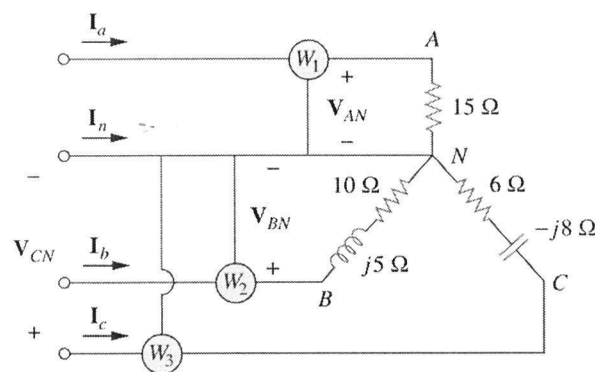 I_a
W_1
A
+
V_AN
15 Ω
I_n
−
N
−
−
10 Ω
6 Ω
V_BN
−j8 Ω
V_CN
I_b
+
j5 Ω
W_2
B
C
+
I_c
W_3